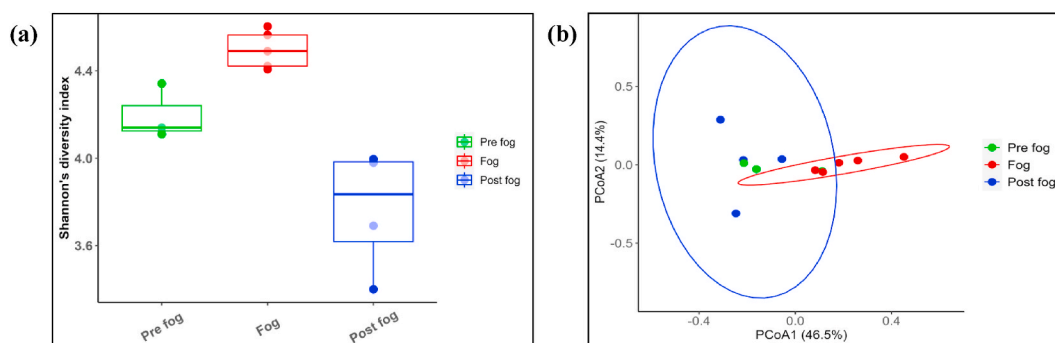 (a)
Shannon's diversity index
4.4
4.0
3.6
Pre fog
Fog
Post fog
Pre fog
Fog
Post fog
(b)
PCoA2 (14.4%)
0.5
0.0
-0.5
-0.4
0.0
0.4
PCoA1 (46.5%)
Pre fog
Fog
Post fog